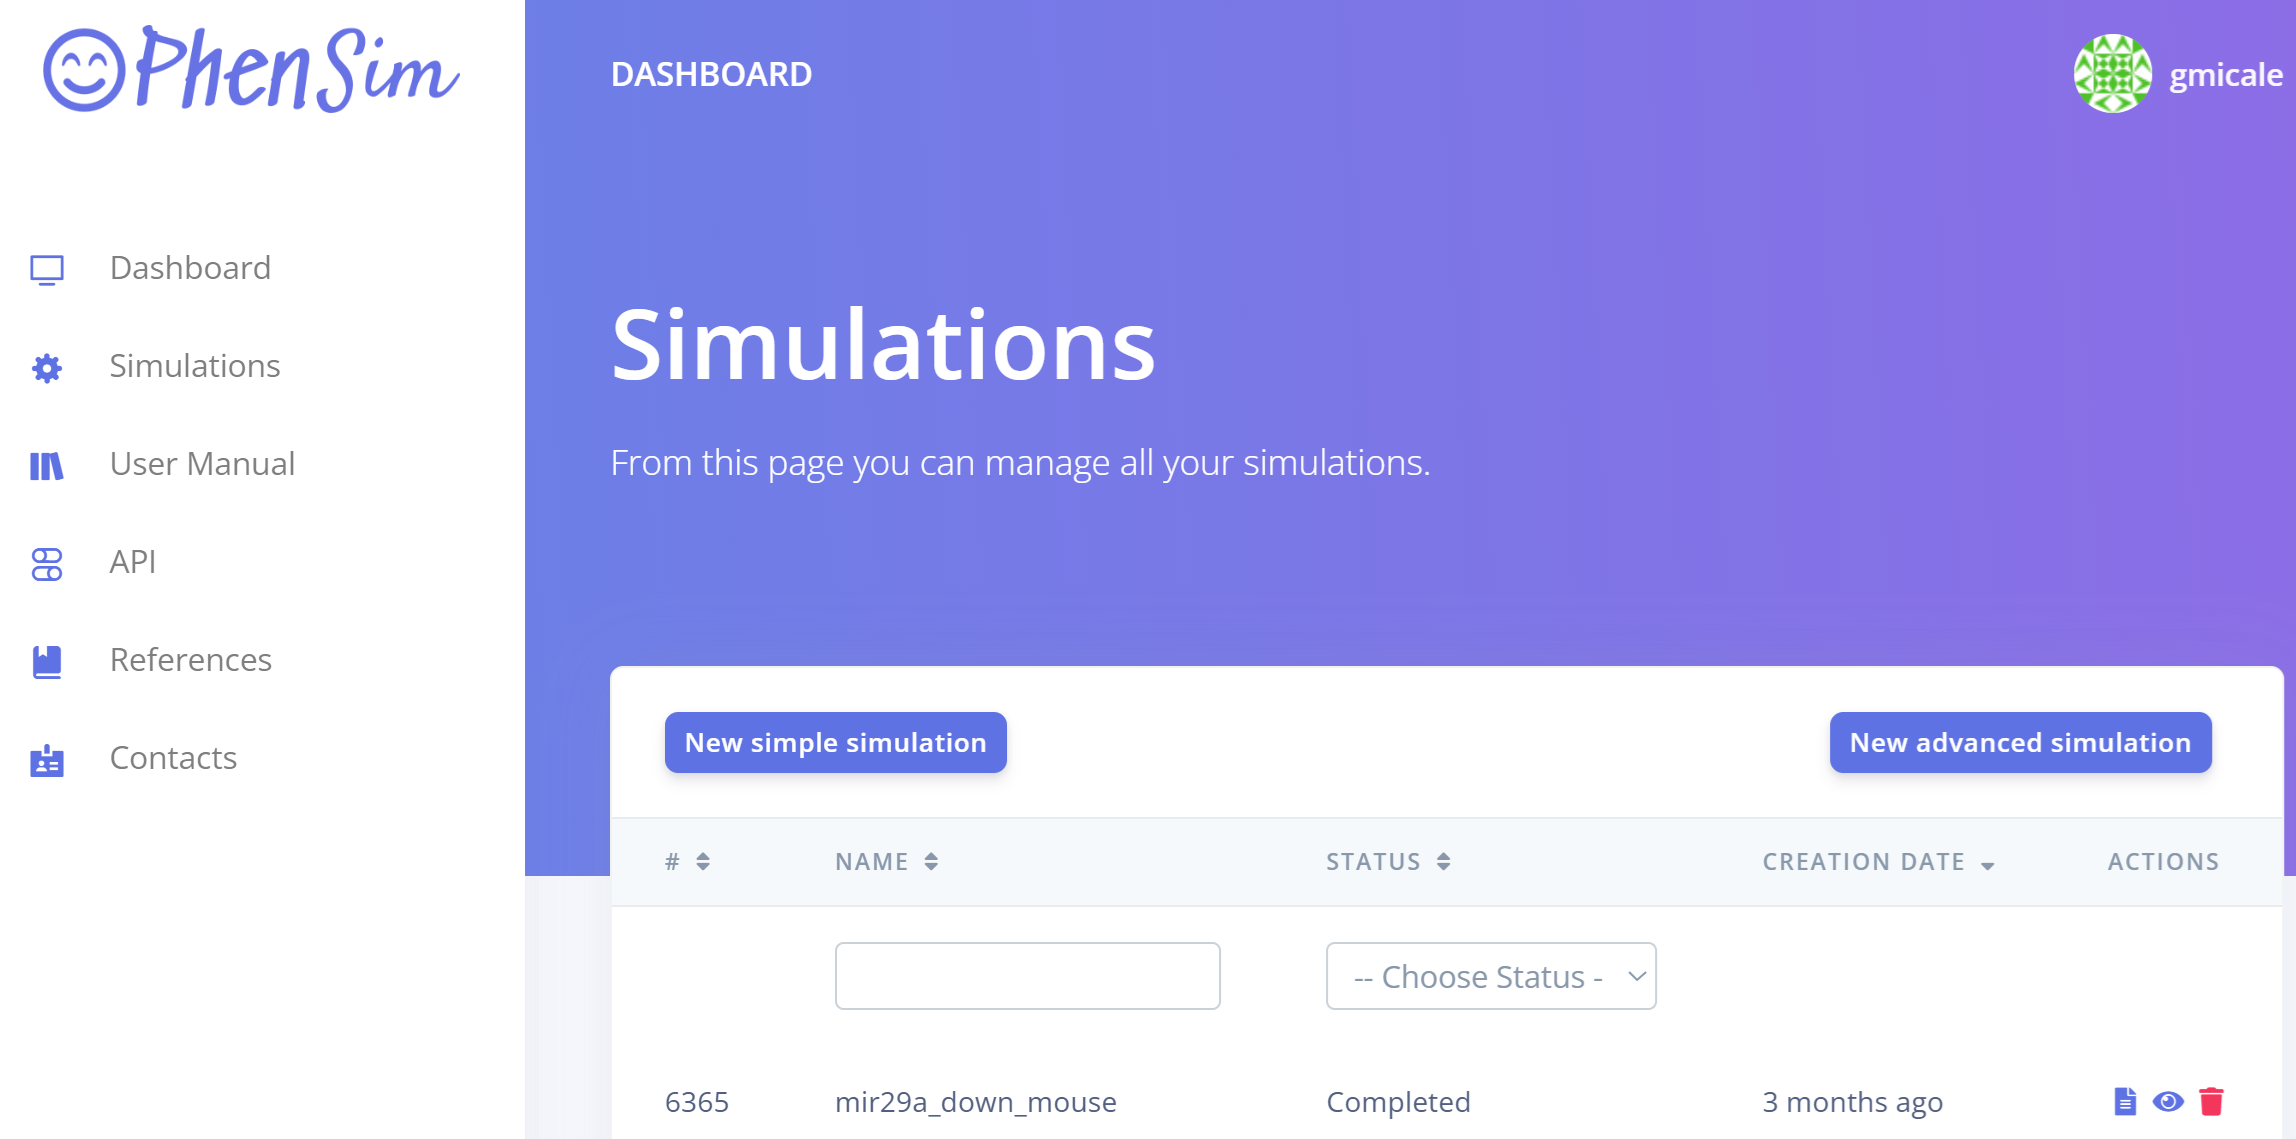 PhenSim
DASHBOARD
gmicale
Dashboard
Simulations
User Manual
API
References
Contacts
Simulations
From this page you can manage all your simulations.
New simple simulation
New advanced simulation
# NAME STATUS CREATION DATE ACTIONS
-- Choose Status -
6365 mir29a_down_mouse Completed 3 months ago